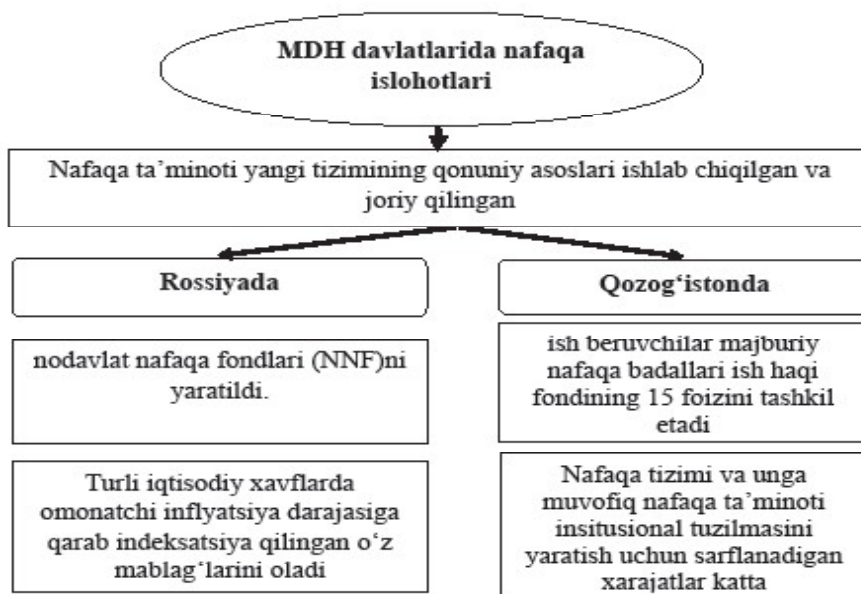 MDH davlatlarida nafaqa
islohotlari
Nafaqa ta’minoti yangi tizimining qonuniy asoslari ishlab chiqilgan va
joriy qilingan
Rossiyada
Qozog‘istonda
nodavlat nafaqa fondlari (NNF)ni
yaratildi.
ish beruvchilar majburiy
nafaqa badallari ish haqi
fondining 15 foizini tashkil
etadi
Turli iqtisodiy xavflarda
omonatchi inflyatsiya darajasiga
qarab indeksatsiya qilingan o‘z
mablag‘larini oladi
Nafaqa tizimi va unga
muvofiq nafaqa ta’minoti
insitusional tuzilmasini
yaratish uchun sarflanadigan
xarajatlar katta